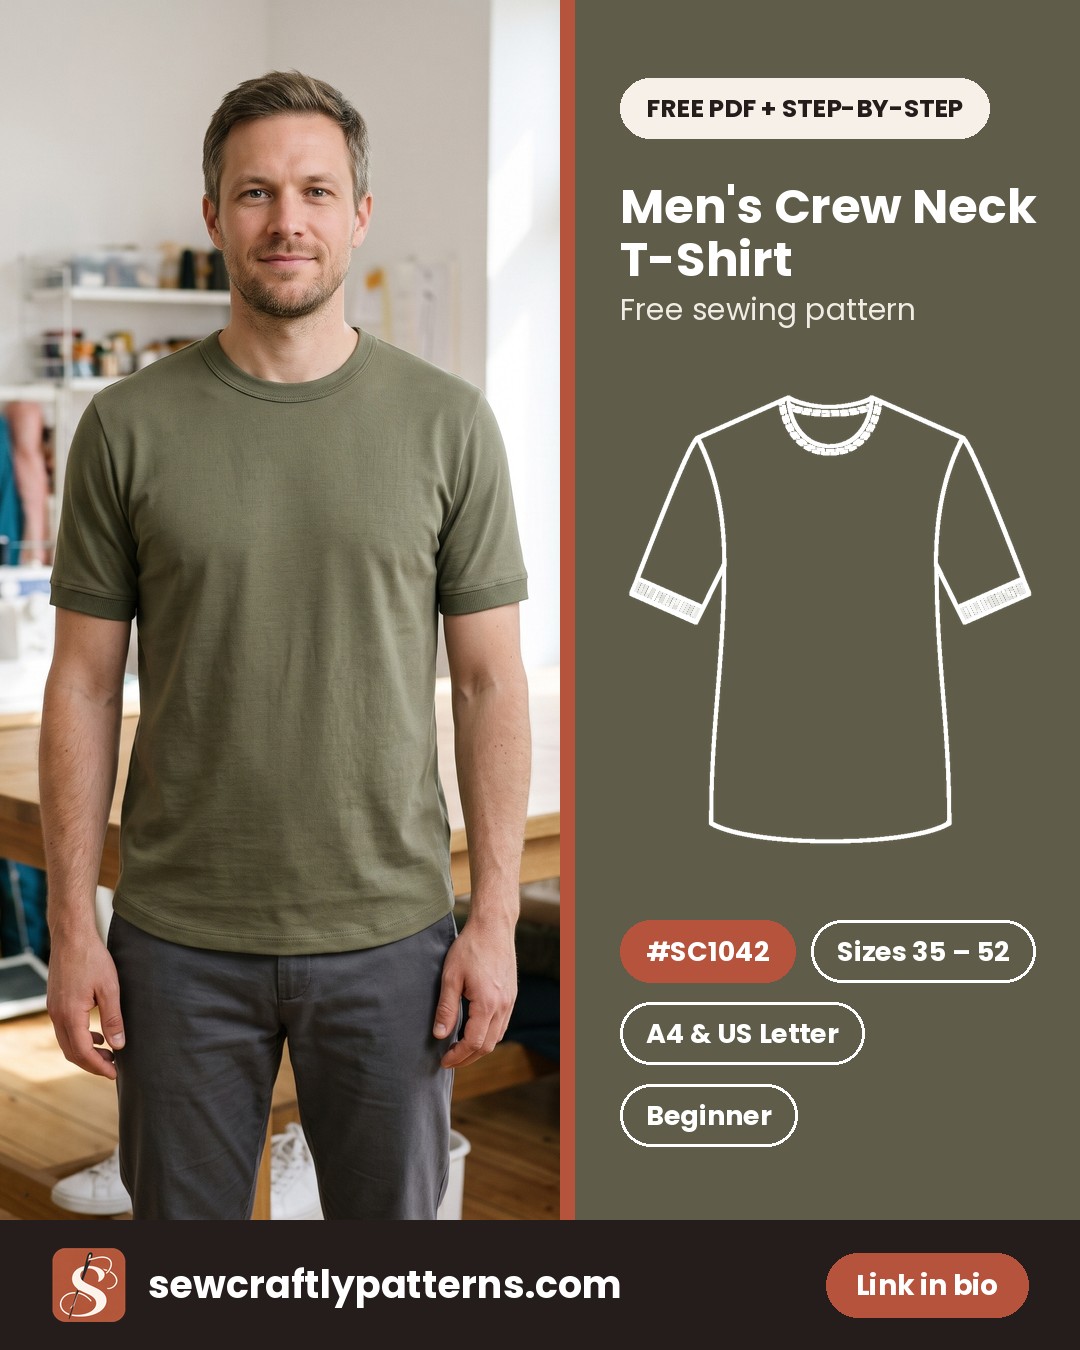 FREE PDF + STEP-BY-STEP
Men's Crew Neck
T-Shirt
Free sewing pattern
#SC1042
Sizes 35 – 52
A4 & US Letter
Beginner
S
sewcraftlypatterns.com
Link in bio